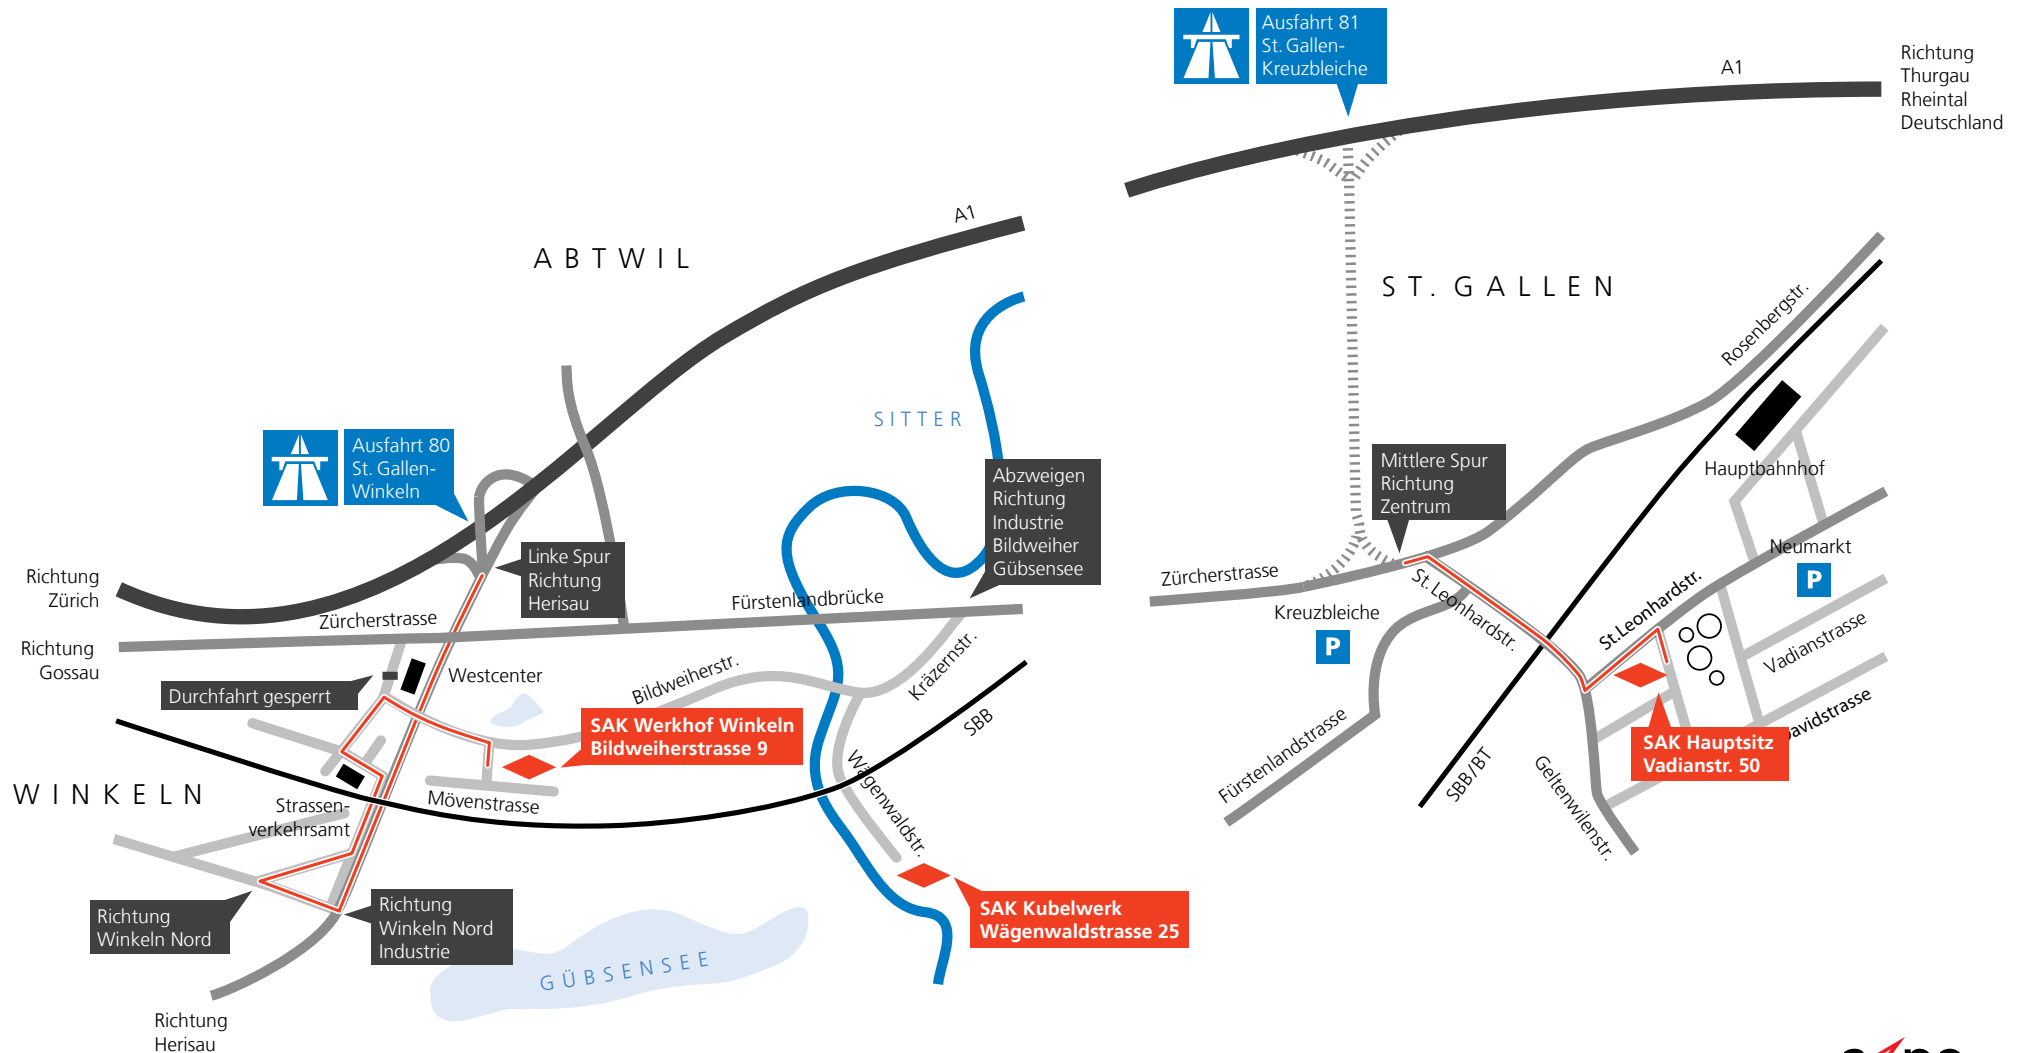 Ausfahrt 81
St. Gallen-
Kreuzbleiche
A1
Richtung
Thurgau
Rheintal
Deutschland
A1
ABTWIL
ST. GALLEN
Rosenbergstr.
SITTER
Ausfahrt 80
St. Gallen-
Winkeln
Abzweigen
Richtung
Industrie
Bildweiher
Gübsensee
Mittlere Spur
Richtung
Zentrum
Hauptbahnhof
Linke Spur
Richtung
Herisau
Richtung
Zürich
Zürcherstrasse
Fürstenlandbrücke
Zürcherstrasse
St. Leonhardstr.
Neumarkt
P
Kreuzbleiche
P
St.Leonhardstr.
Vadianstrasse
Richtung
Gossau
Westcenter
Durchfahrt gesperrt
Bildweiherstr.
Kräzernstr.
SBB
SAK Werkhof Winkeln
Bildweiherstrasse 9
Davidstrasse
SAK Hauptsitz
Vadianstr. 50
Fürstenlandstrasse
SBB/BT
Geltenwilenstr.
WINKELN
Strassen-
verkehrsamt
Mövenstrasse
Wägenwaldstr.
Richtung
Winkeln Nord
Richtung
Winkeln Nord
Industrie
SAK Kubelwerk
Wägenwaldstrasse 25
GÜBSENSEE
Richtung
Herisau